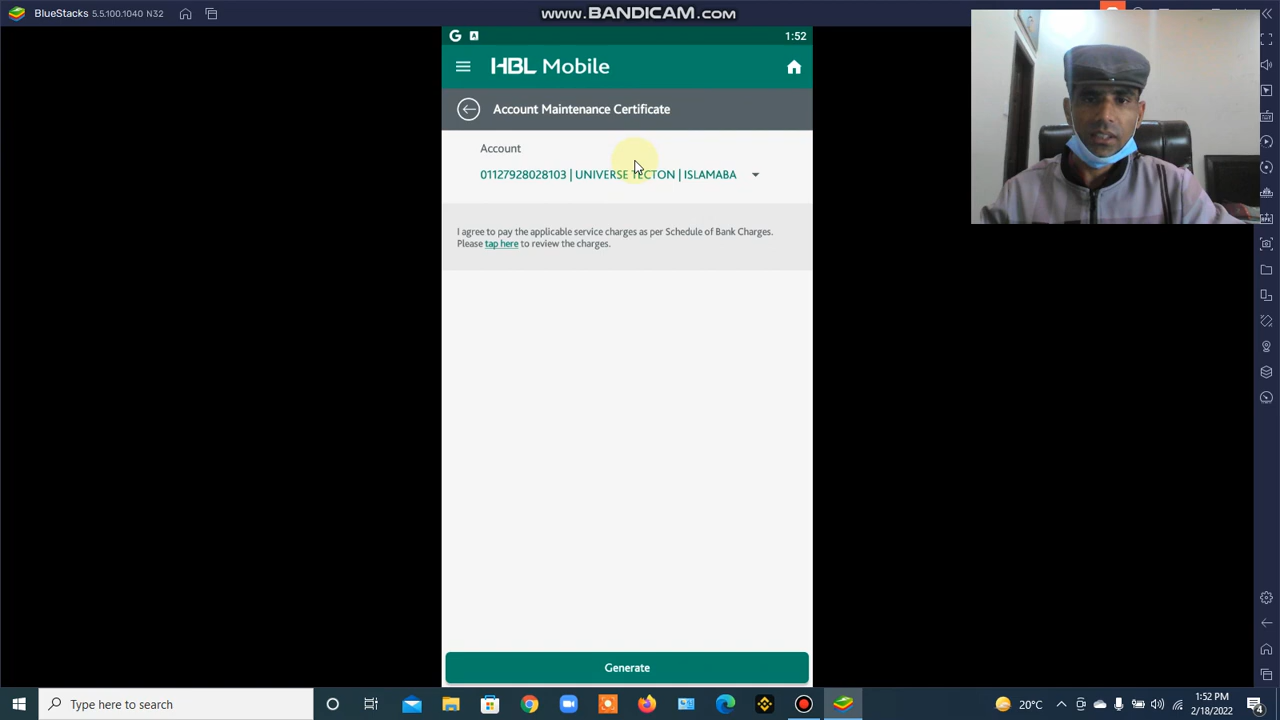 BlueStacks 5.5.100.1040 N32
www.BANDICAM.com
G A 1:52
HBL Mobile
Account Maintenance Certificate
Account
01127928028103 | UNIVERSE TECTON | ISLAMABA
I agree to pay the applicable service charges as per Schedule of Bank Charges.
Please tap here to review the charges.
Generate
Type here to search
20°C
1:52 PM
2/18/2022
4